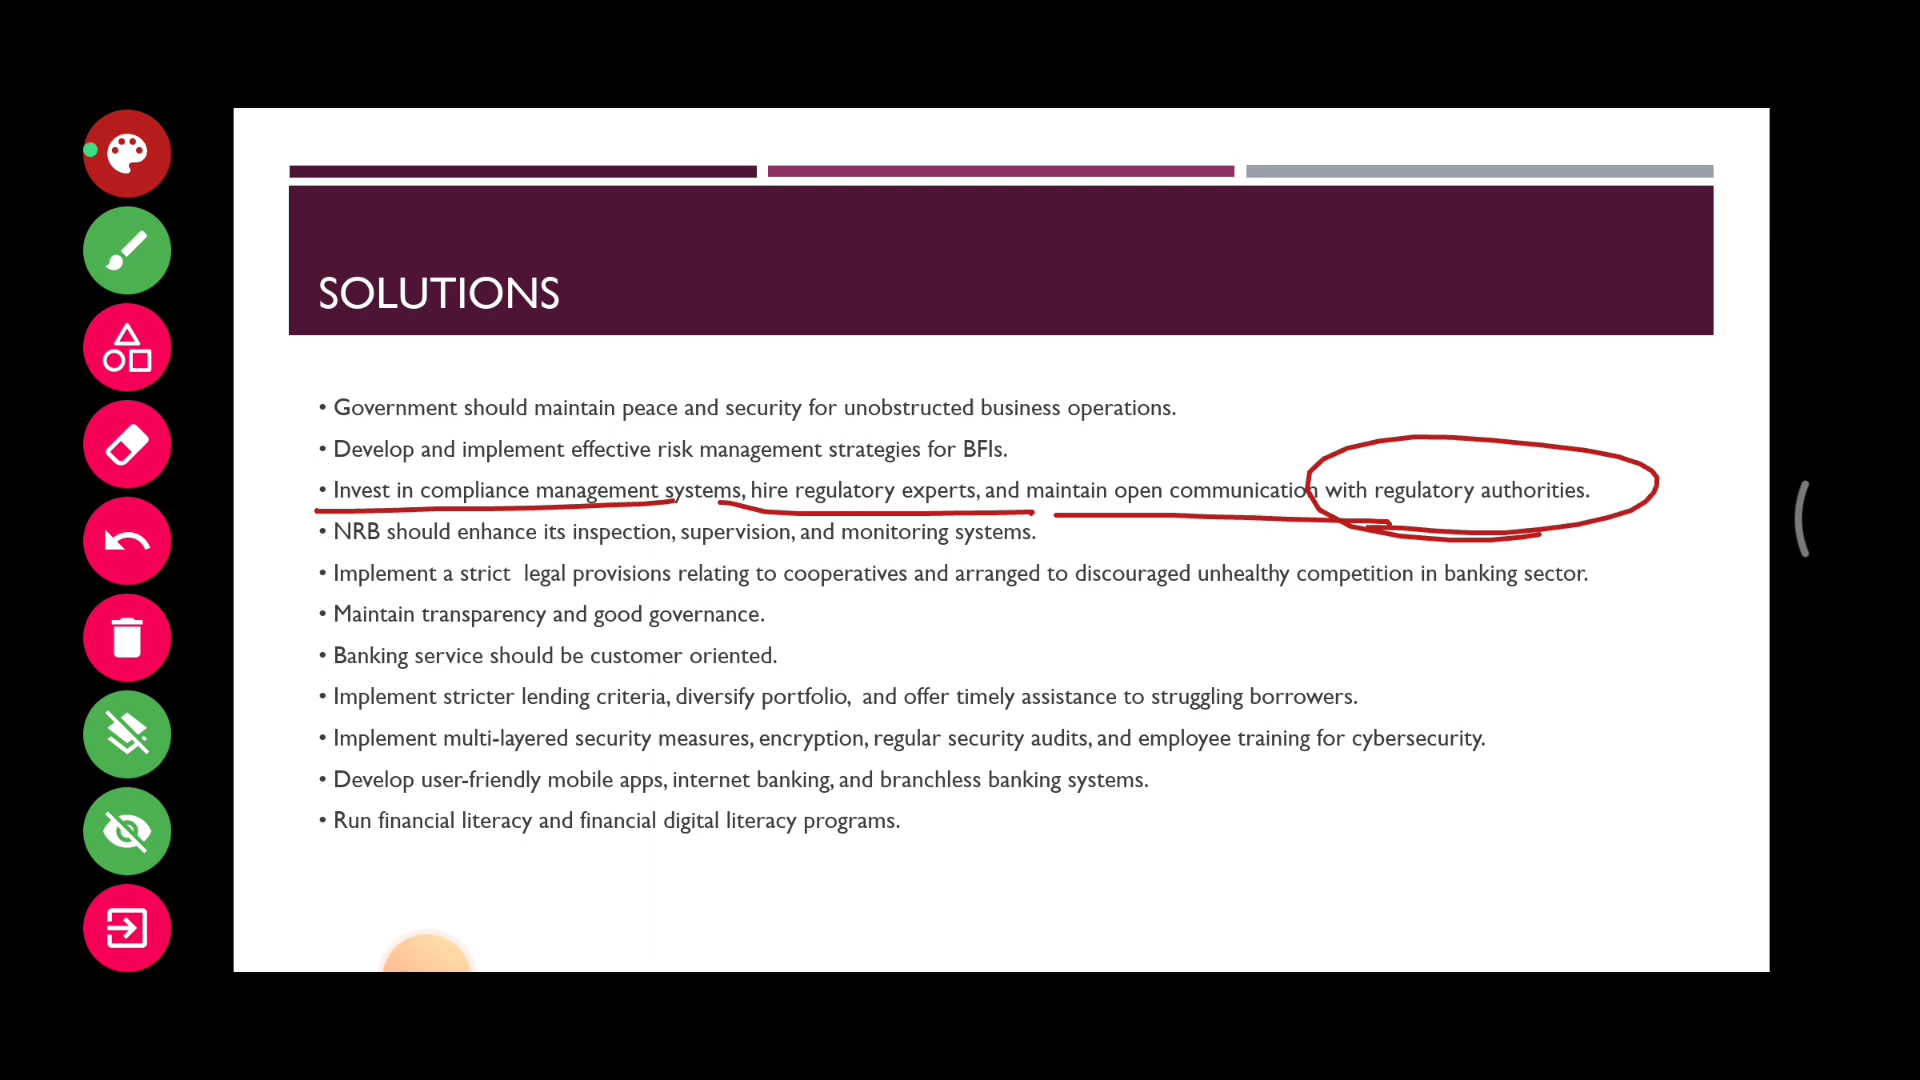 SOLUTIONS
• Government should maintain peace and security for unobstructed business operations.
• Develop and implement effective risk management strategies for BFIs.
• Invest in compliance management systems, hire regulatory experts, and maintain open communication with regulatory authorities.
• NRB should enhance its inspection, supervision, and monitoring systems.
• Implement a strict  legal provisions relating to cooperatives and arranged to discouraged unhealthy competition in banking sector.
• Maintain transparency and good governance.
• Banking service should be customer oriented.
• Implement stricter lending criteria, diversify portfolio,  and offer timely assistance to struggling borrowers.
• Implement multi-layered security measures, encryption, regular security audits, and employee training for cybersecurity.
• Develop user-friendly mobile apps, internet banking, and branchless banking systems.
• Run financial literacy and financial digital literacy programs.